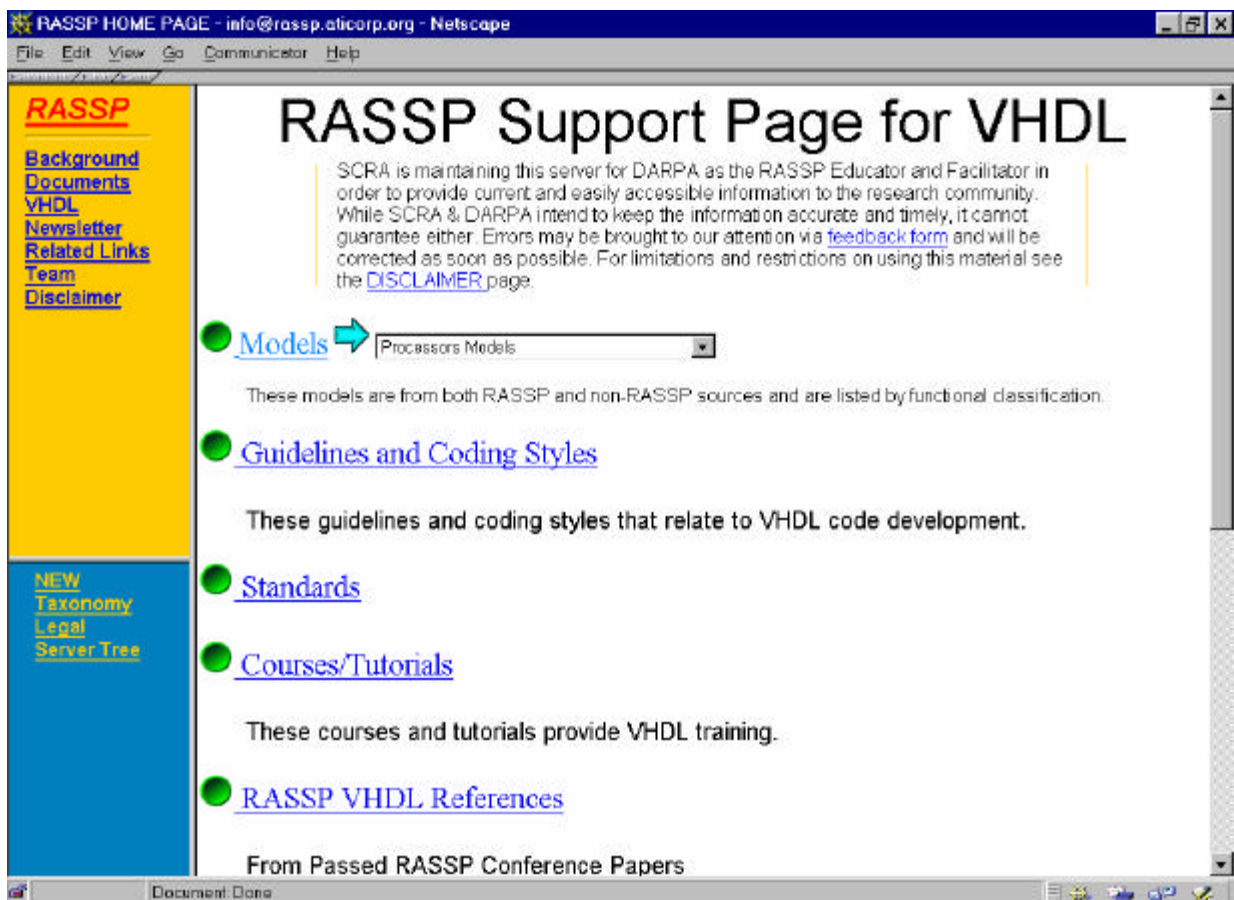 RASSP HOME PAGE - info@rassp.aticorp.org - Netscape
File Edit View Go Communicator Help
RASSP
Background
Documents
VHDL
Newsletter
Related Links
Team
Disclaimer
NEW
Taxonomy
Legal
Server Tree
RASSP Support Page for VHDL
SCRA is maintaining this server for DARPA as the RASSP Educator and Facilitator in
order to provide current and easily accessible information to the research community.
While SCRA & DARPA intend to keep the information accurate and timely, it cannot
guarantee either. Errors may be brought to our attention via feedback form and will be
corrected as soon as possible. For limitations and restrictions on using this material see
the DISCLAIMER page.
Models Processors Models
These models are from both RASSP and non-RASSP sources and are listed by functional classification.
Guidelines and Coding Styles
These guidelines and coding styles that relate to VHDL code development.
Standards
Courses/Tutorials
These courses and tutorials provide VHDL training.
RASSP VHDL References
From Passed RASSP Conference Papers
Document: Done